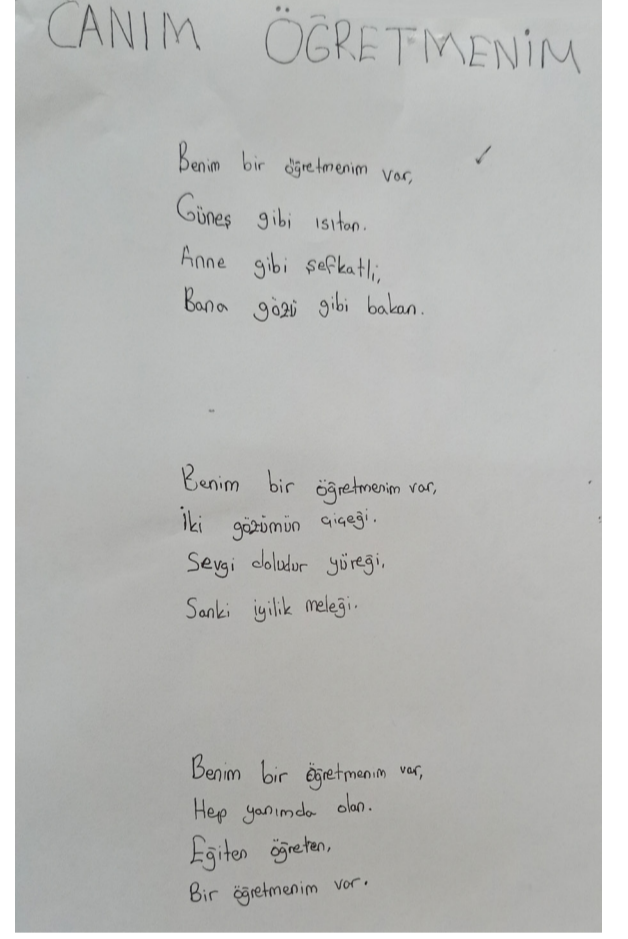 CANIM ÖĞRETMENİM
Benim bir öğretmenim var,
Güneş gibi ısıtan.
Anne gibi şefkatli,
Bana gözü gibi bakan.
Benim bir öğretmenim var,
İki gözümün çiçeği.
Sevgi doludur yüreği,
Sanki iyilik meleği.
Benim bir öğretmenim var,
Hep yanımda olan.
Eğiten öğreten,
Bir öğretmenim var.